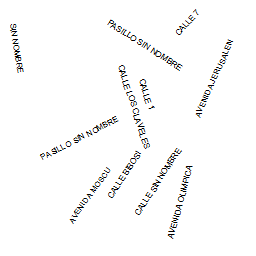 CALLE 7
PASILLO SIN NOMBRE
SIN NOMBRE
AVENIDA JERUSALEN
CALLE 1
CALLE LOS CLAVELES
PASILLO SIN NOMBRE
CALLE BIBOSI
CALLE SIN NOMBRE
AVENIDA MOSCU
AVENIDA OLIMPICA